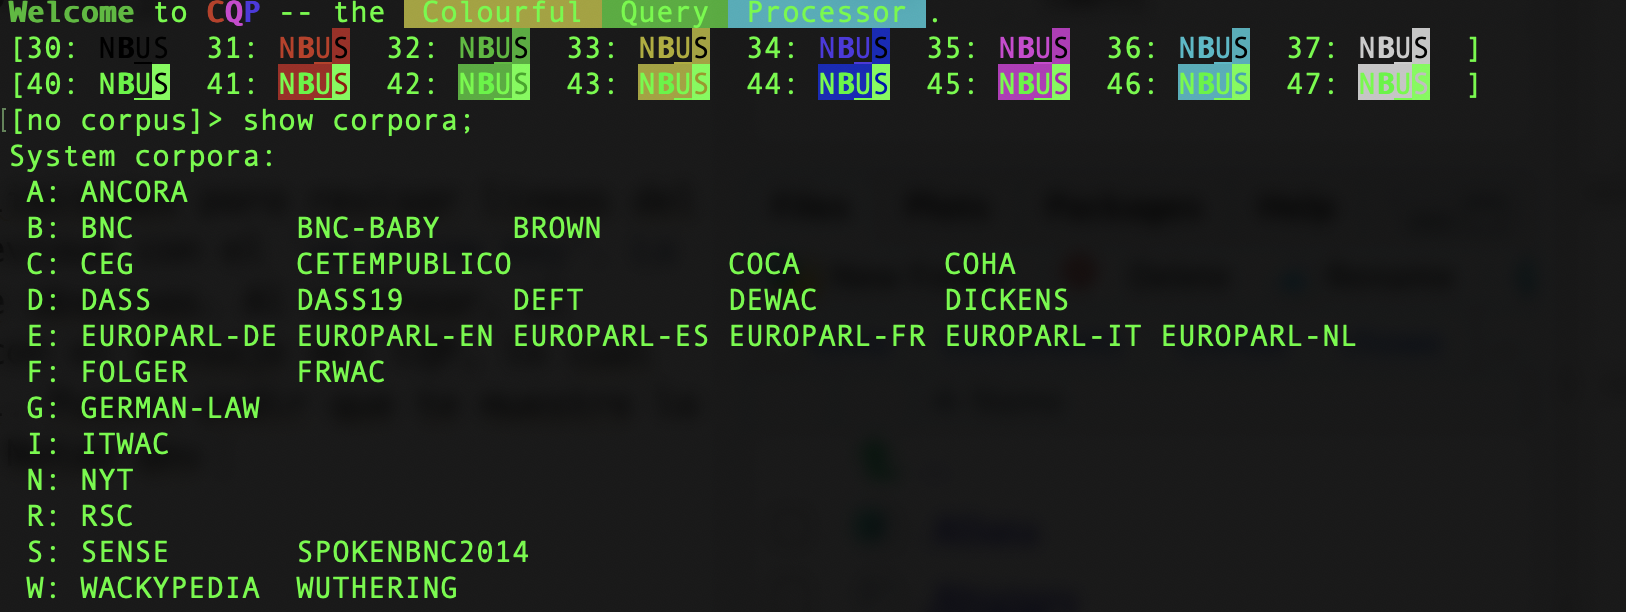 Welcome to CQP -- the Colourful Query Processor .
[30: NBUS 31: NBUS 32: NBUS 33: NBUS 34: NBUS 35: NBUS 36: NBUS 37: NBUS ]
[40: NBUS 41: NBUS 42: NBUS 43: NBUS 44: NBUS 45: NBUS 46: NBUS 47: NBUS ]
[[no corpus]> show corpora;
System corpora:
A: ANCORA
B: BNC BNC-BABY BROWN
C: CEG CETEMPUBLICO COCA COHA
D: DASS DASS19 DEFT DEWAC DICKENS
E: EUROPARL-DE EUROPARL-EN EUROPARL-ES EUROPARL-FR EUROPARL-IT EUROPARL-NL
F: FOLGER FRWAC
G: GERMAN-LAW
I: ITWAC
N: NYT
R: RSC
S: SENSE SPOKENBNC2014
W: WACKYPEDIA WUTHERING